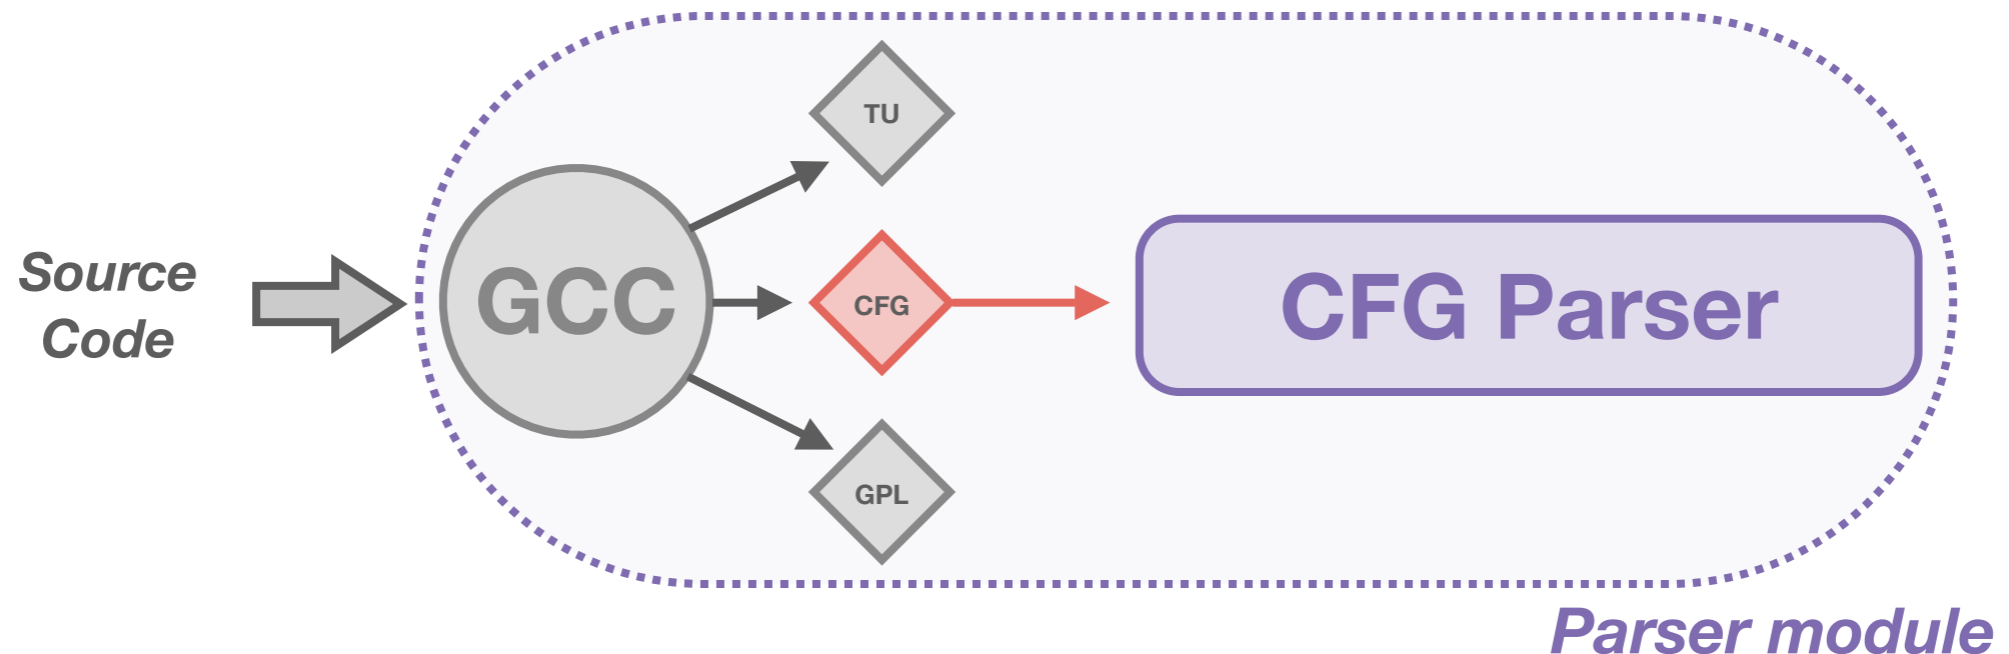 Source
Code
GCC
TU
CFG
GPL
CFG Parser
Parser module